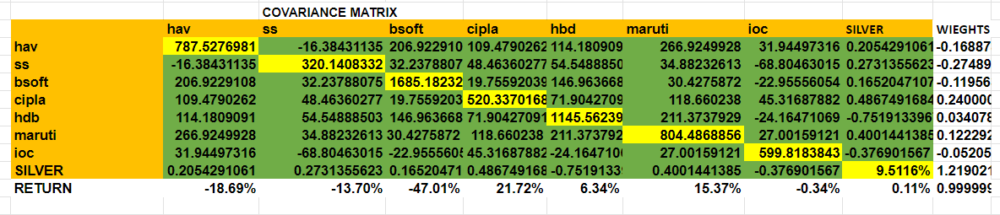 COVARIANCE MATRIX
hav ss bsoft cipla hbd maruti ioc SILVER WIEGHTS
hav 787.5276981 -16.38431135 206.922910 109.4790262 114.180909 266.9249928 31.94497316 0.2054291061 -0.16887
ss -16.38431135 320.1408332 32.2378807 48.46360277 54.5488850 34.88232613 -68.80463015 0.2731355623 -0.27489
bsoft 206.9229108 32.23788075 1685.18232 19.75592039 146.963668 30.4275872 -22.95556054 0.1652047107 -0.11956
cipla 109.4790262 48.46360277 19.7559203 520.3370168 71.9042709 118.660238 45.31687882 0.4867491684 0.240000
hdb 114.1809091 54.54888503 146.963668 71.90427091 1145.56239 211.3737929 -24.16471069 -0.7519133967 0.034078
maruti 266.9249928 34.88232613 30.4275872 118.660238 211.373792 804.4868856 27.00159121 0.4001441385 0.122292
ioc 31.94497316 -68.80463015 -22.9555605 45.31687882 -24.1647106 27.00159121 599.8183843 -0.376901567 -0.05205
SILVER 0.2054291061 0.2731355623 0.16520471 0.486749168 -0.75191339 0.4001441385 -0.376901567 9.5116% 1.219021
RETURN -18.69% -13.70% -47.01% 21.72% 6.34% 15.37% -0.34% 0.11% 0.999999